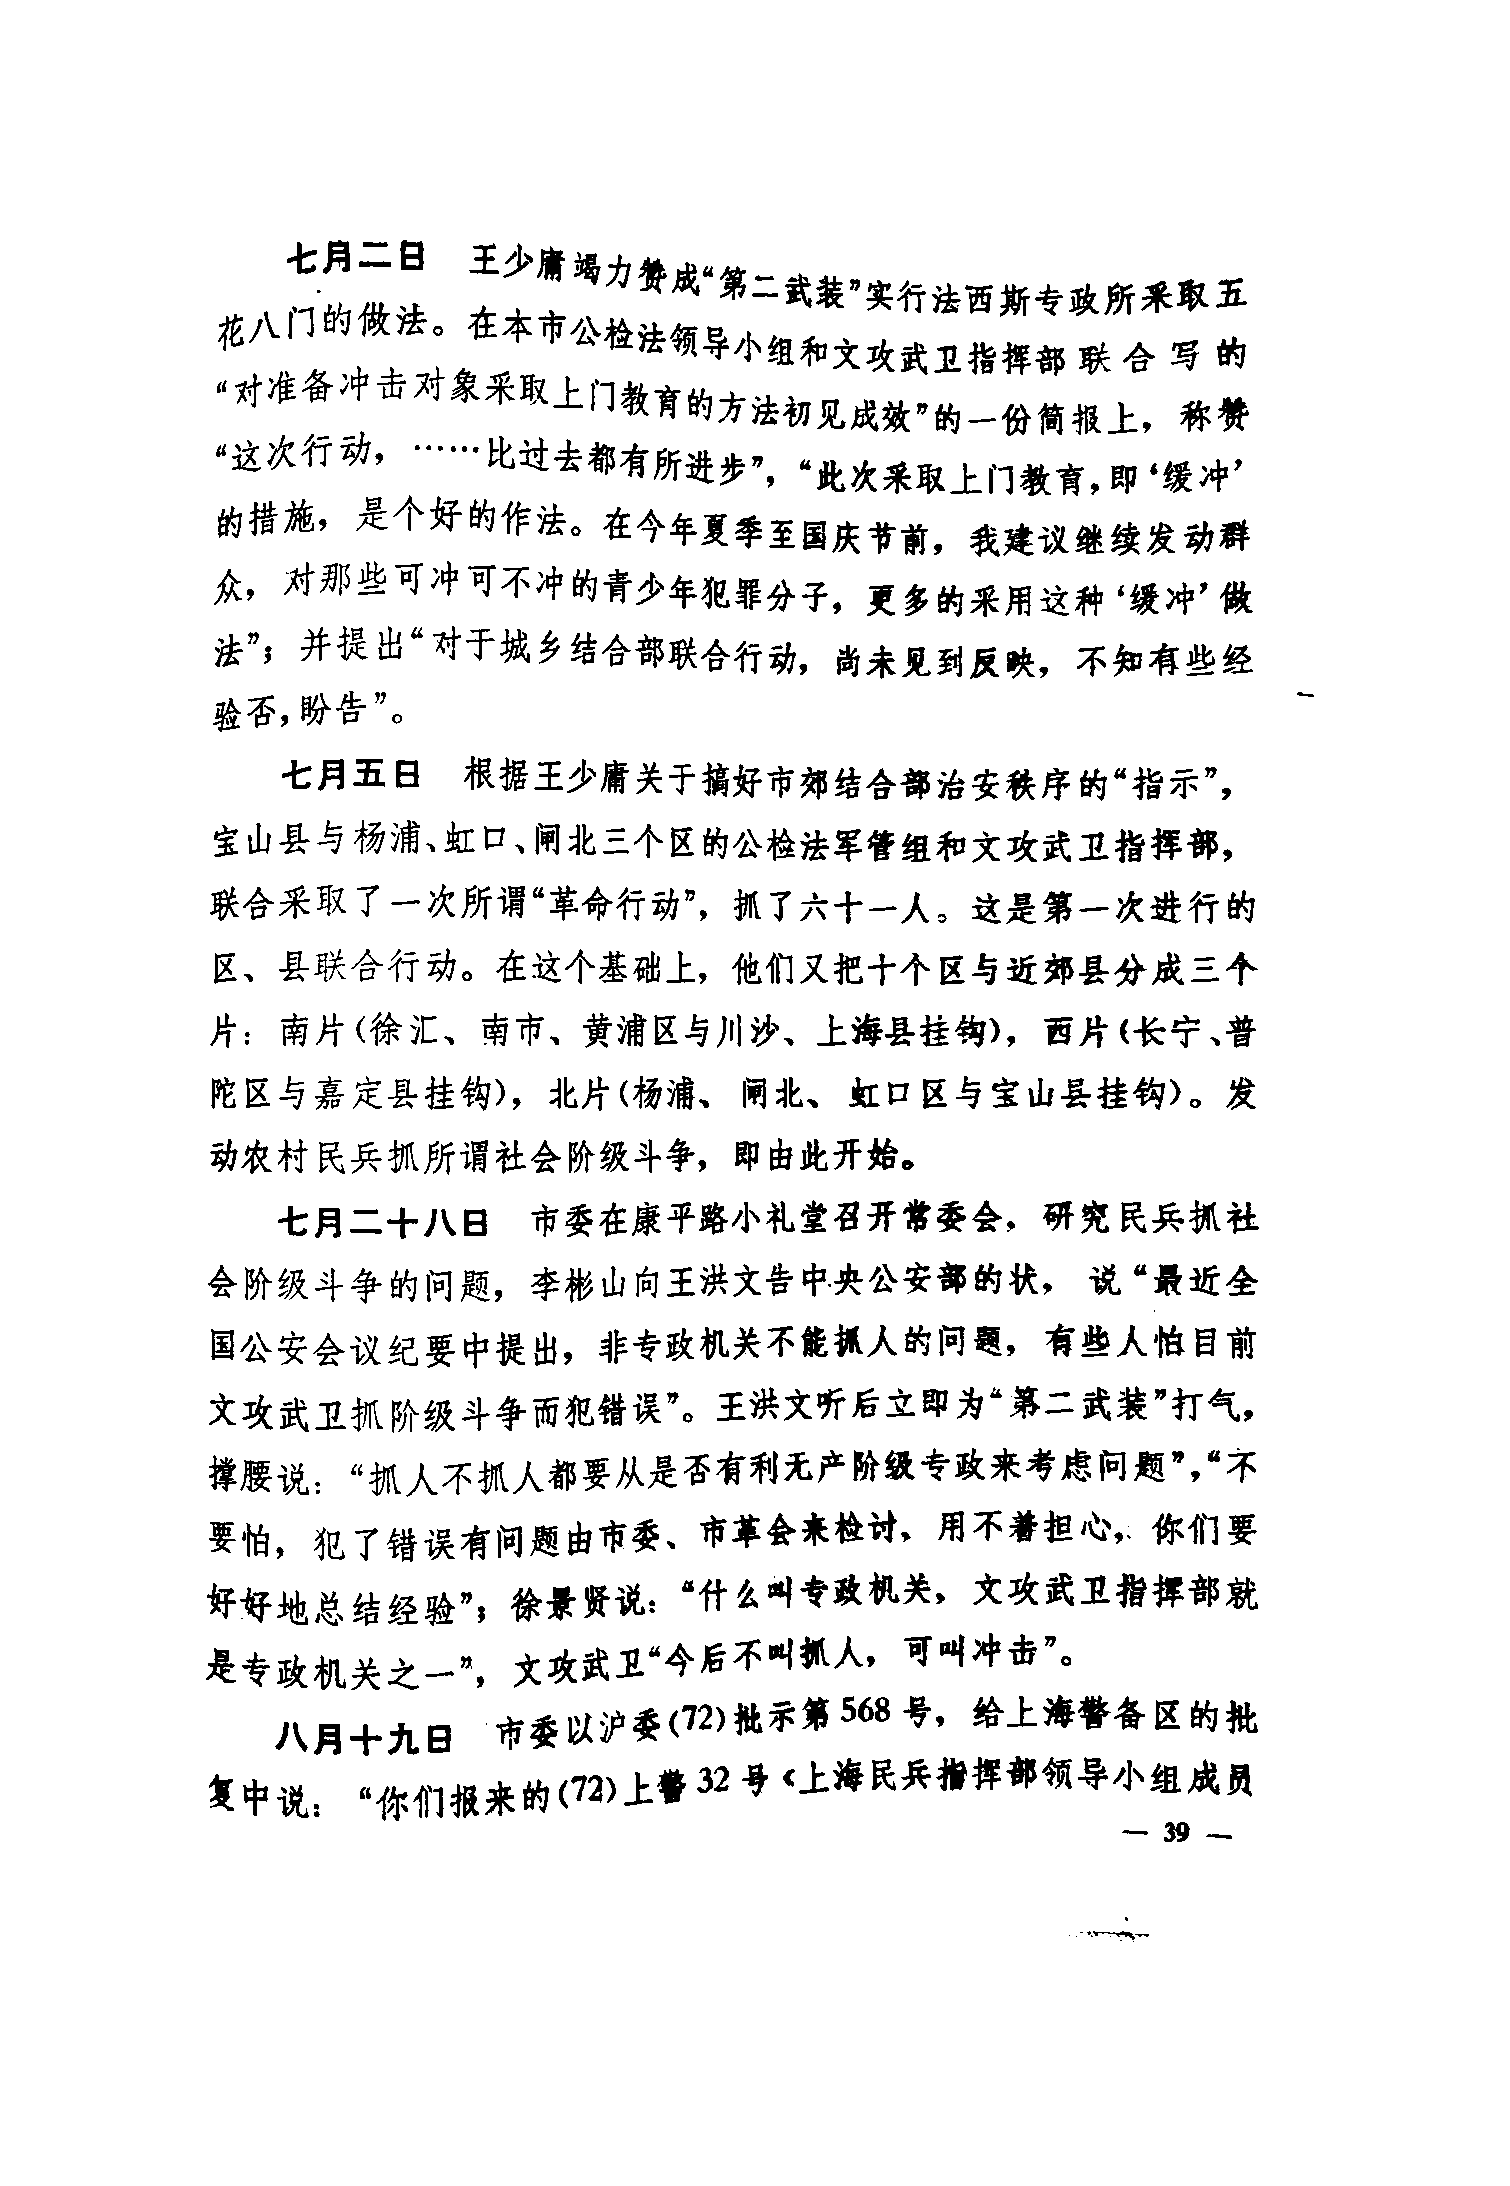 七月二日　王少庸竭力赞成“第二武装”实行法西斯专政所采取五
花八门的做法。在本市公检法领导小组和文攻武卫指挥部联合写的
“对准备冲击对象采取上门教育的方法初见成效”的一份简报上，称赞
“这次行动，……比过去都有所进步”，“此次采取上门教育，即‘缓冲’
的措施，是个好的作法。在今年夏季至国庆节前，我建议继续发动群
众，对那些可冲可不冲的青少年犯罪分子，更多的采用这种‘缓冲’做
法”；并提出“对于城乡结合部联合行动，尚未见到反映，不知有些经
验否，盼告”。
七月五日　根据王少庸关于搞好市郊结合部治安秩序的“指示”，
宝山县与杨浦、虹口、闸北三个区的公检法军管组和文攻武卫指挥部，
联合采取了一次所谓“革命行动”，抓了六十一人。这是第一次进行的
区、县联合行动。在这个基础上，他们又把十个区与近郊县分成三个
片：南片（徐汇、南市、黄浦区与川沙、上海县挂钩），西片（长宁、普
陀区与嘉定县挂钩），北片（杨浦、闸北、虹口区与宝山县挂钩）。发
动农村民兵抓所谓社会阶级斗争，即由此开始。
七月二十八日　市委在康平路小礼堂召开常委会，研究民兵抓社
会阶级斗争的问题，李彬山向王洪文告中央公安部的状，说“最近全
国公安会议纪要中提出，非专政机关不能抓人的问题，有些人怕目前
文攻武卫抓阶级斗争而犯错误”。王洪文听后立即为“第二武装”打气，
撑腰说：“抓人不抓人都要从是否有利无产阶级专政来考虑问题”，“不
要怕，犯了错误有问题由市委、市革会来检讨，用不着担心，你们要
好好地总结经验”；徐景贤说：“什么叫专政机关，文攻武卫指挥部就
是专政机关之一”，文攻武卫“今后不叫抓人，可叫冲击”。
八月十九日　市委以沪委（72）批示第568号，给上海警备区的批
复中说：“你们报来的（72）上警32号《上海民兵指挥部领导小组成员
— 39 —